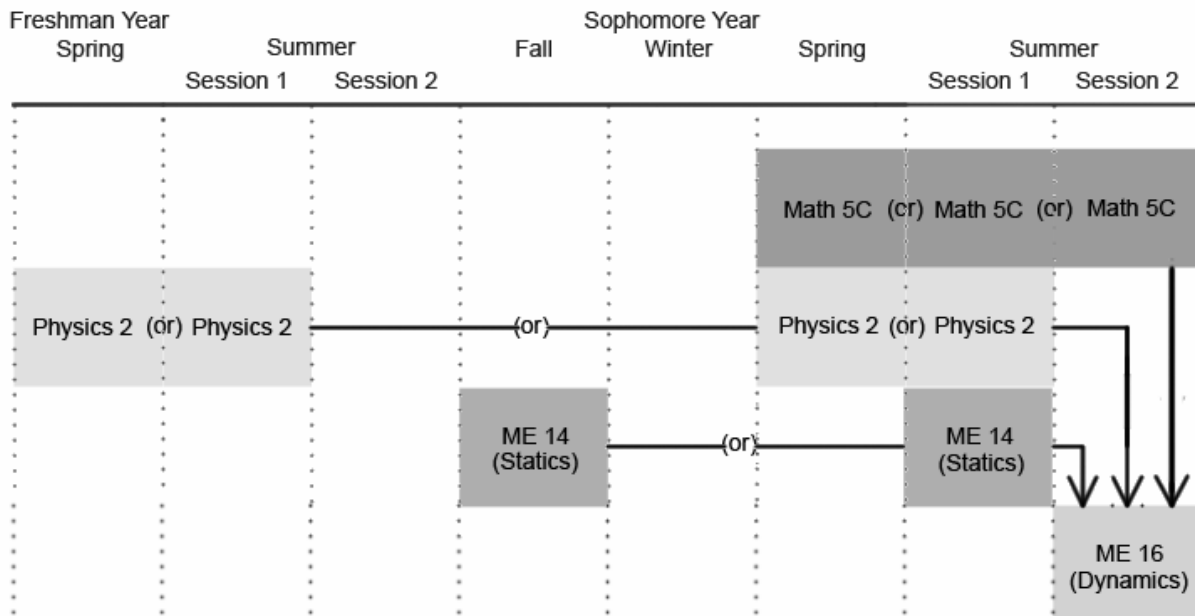 Freshman Year Sophomore Year
Spring Summer Fall Winter Spring Summer
Session 1 Session 2 Session 1 Session 2
Math 5C (or) Math 5C (or) Math 5C
Physics 2 (or) Physics 2 (or) Physics 2 (or) Physics 2
ME 14
(Statics)
(or)
ME 14
(Statics)
ME 16
(Dynamics)